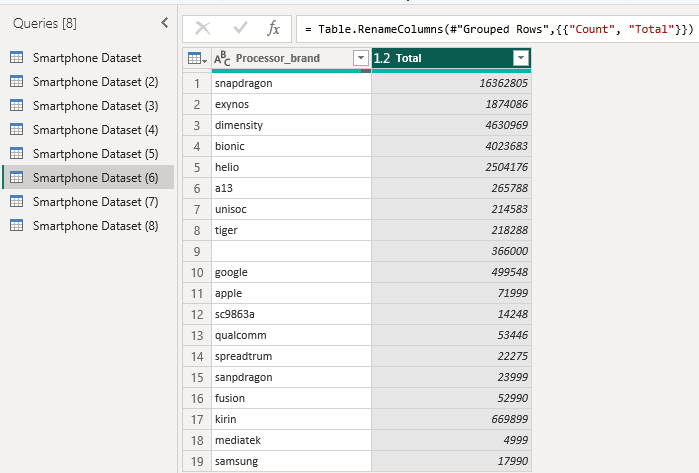 Queries [8]
Smartphone Dataset
Smartphone Dataset (2)
Smartphone Dataset (3)
Smartphone Dataset (4)
Smartphone Dataset (5)
Smartphone Dataset (6)
Smartphone Dataset (7)
Smartphone Dataset (8)
fx = Table.RenameColumns(#"Grouped Rows",{{"Count", "Total"}})
ABC Processor_brand 1.2 Total
1 snapdragon 16362805
2 exynos 1874086
3 dimensity 4630969
4 bionic 4023683
5 helio 2504176
6 a13 265788
7 unisoc 214583
8 tiger 218288
9 366000
10 google 499548
11 apple 71999
12 sc9863a 14248
13 qualcomm 53446
14 spreadtrum 22275
15 sanpdragon 23999
16 fusion 52990
17 kirin 669899
18 mediatek 4999
19 samsung 17990